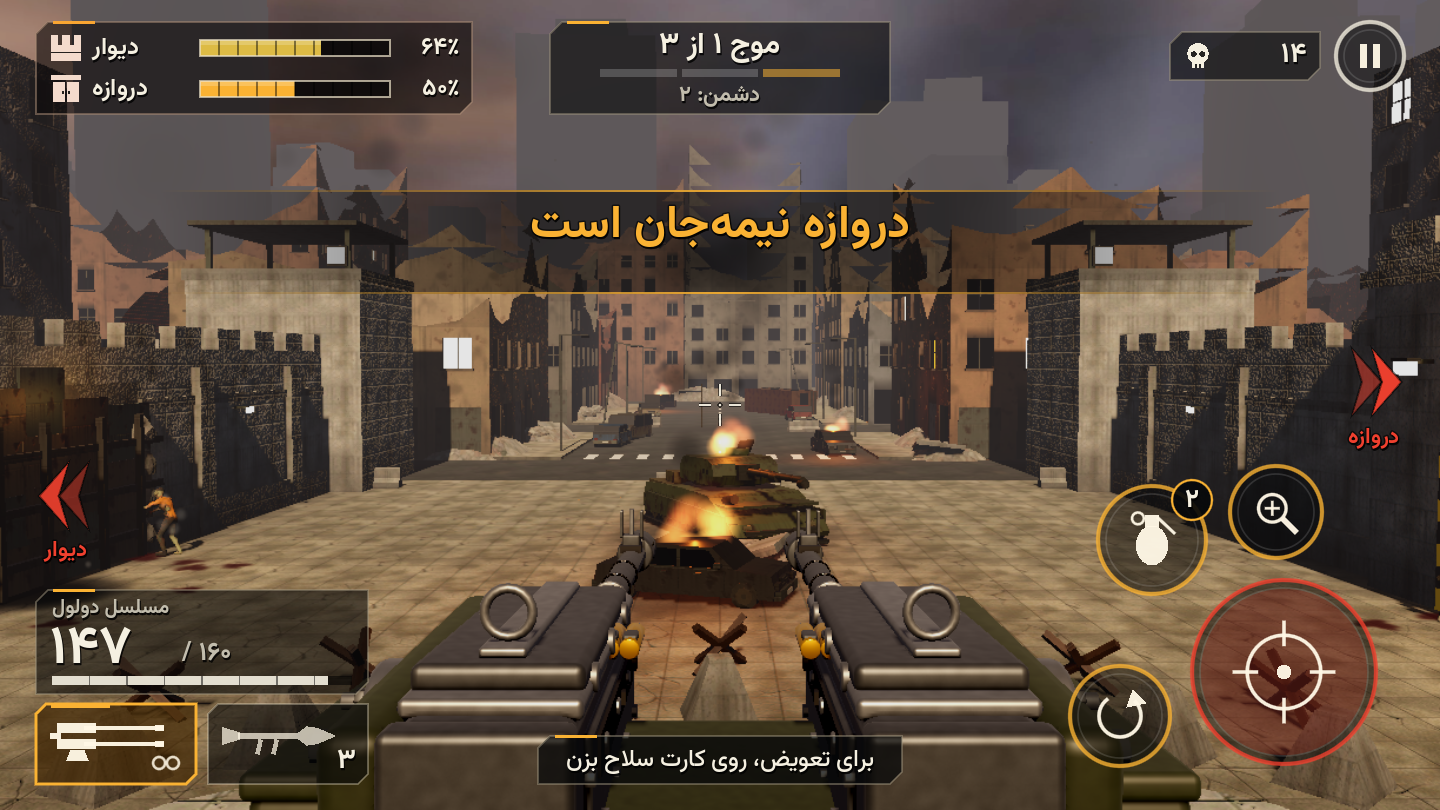 دیوار ۶۴٪
دروازه ۵۰٪
موج ۱ از ۳
دشمن: ۲
۱۴
دروازه نیمه‌جان است
دروازه
دیوار
۲
مسلسل دولول
۱۴۷ / ۱۶۰
∞
۳
برای تعویض، روی کارت سلاح بزن